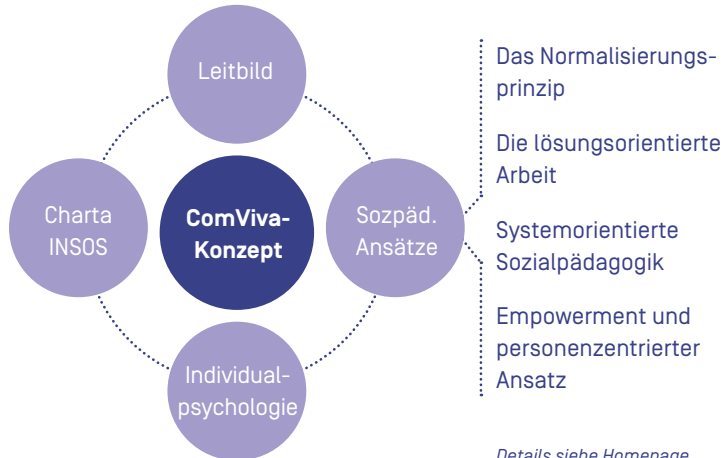 Leitbild
Charta
INSOS
ComViva-
Konzept
Sozpäd.
Ansätze
Individual-
psychologie
Das Normalisierungs-
prinzip
Die lösungsorientierte
Arbeit
Systemorientierte
Sozialpädagogik
Empowerment und
personenzentrierter
Ansatz
Details siehe Homepage